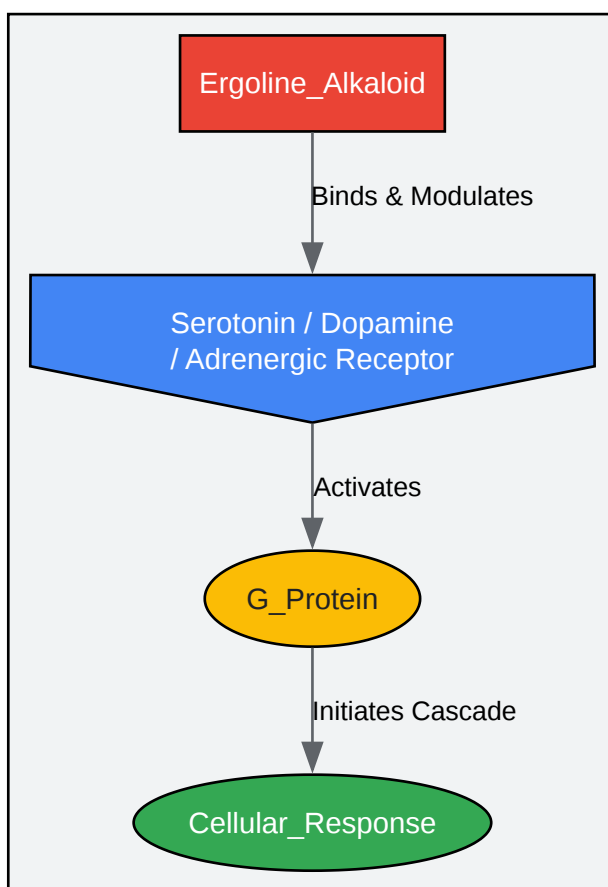 Ergoline_Alkaloid
Binds & Modulates
Serotonin / Dopamine
/ Adrenergic Receptor
Activates
G_Protein
Initiates Cascade
Cellular_Response